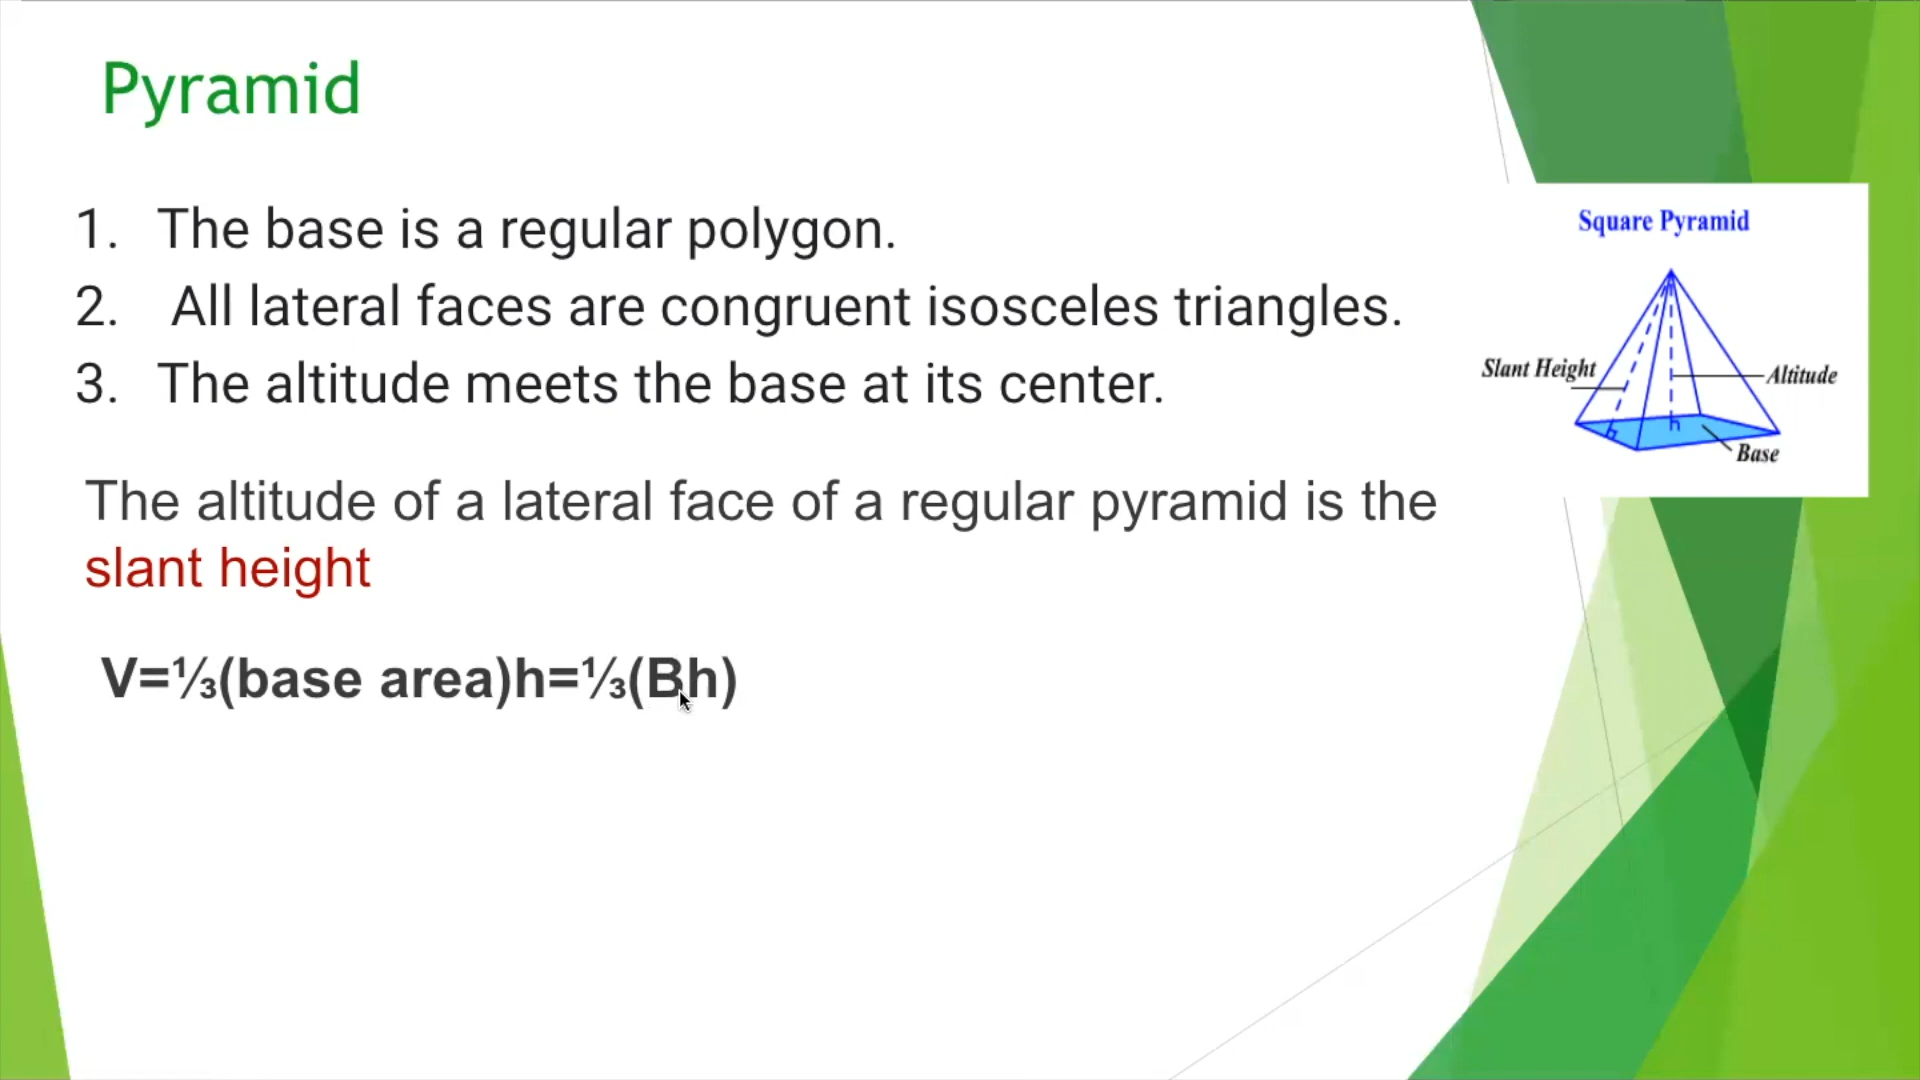 Pyramid
1. The base is a regular polygon.
2. All lateral faces are congruent isosceles triangles.
3. The altitude meets the base at its center.
The altitude of a lateral face of a regular pyramid is the
slant height
V=⅓(base area)h=⅓(Bh)
Square Pyramid
Slant Height
Altitude
h
h
Base